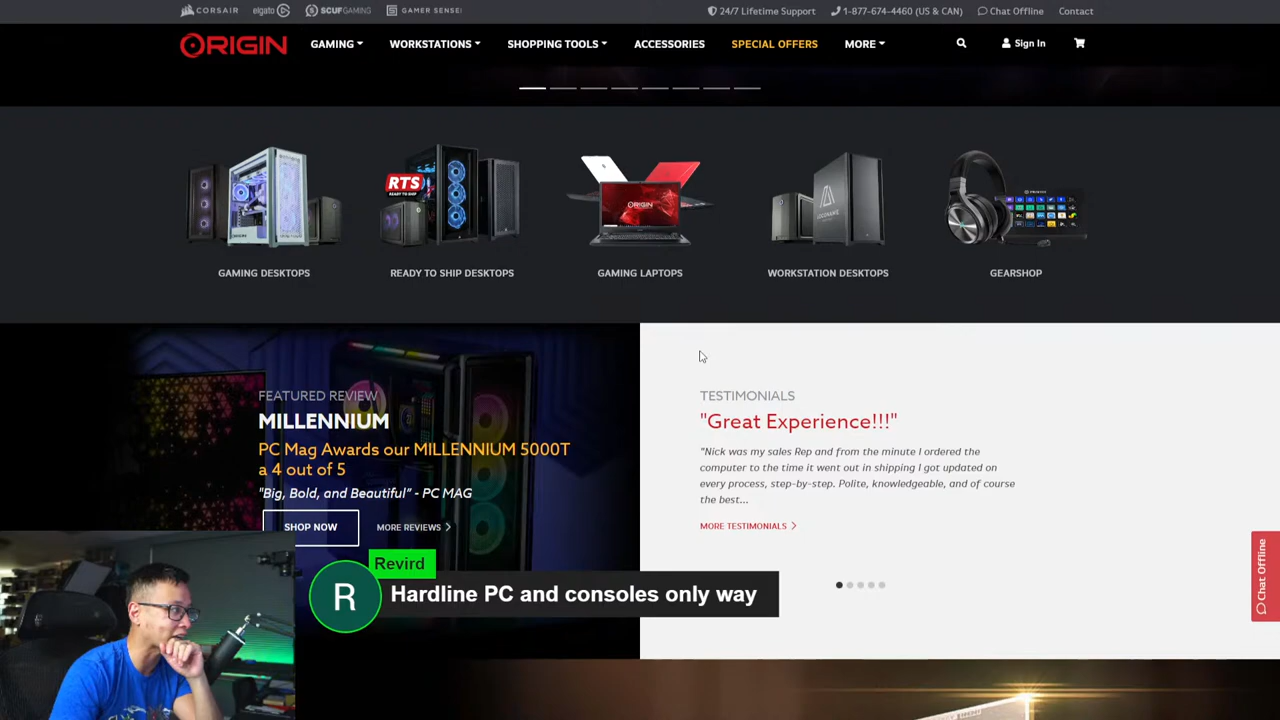 CORSAIR elgato SCUF GAMING GAMER SENSEI 24/7 Lifetime Support 1-877-674-4460 (US & CAN) Chat Offline Contact
ORIGIN GAMING WORKSTATIONS SHOPPING TOOLS ACCESSORIES SPECIAL OFFERS MORE Sign In
RTS
READY TO SHIP
ORIGIN
GAMING DESKTOPS READY TO SHIP DESKTOPS GAMING LAPTOPS WORKSTATION DESKTOPS GEARSHOP
FEATURED REVIEW
MILLENNIUM
PC Mag Awards our MILLENNIUM 5000T
a 4 out of 5
"Big, Bold, and Beautiful" - PC MAG
SHOP NOW MORE REVIEWS
TESTIMONIALS
"Great Experience!!!"
"Nick was my sales Rep and from the minute I ordered the
computer to the time it went out in shipping I got updated on
every process, step-by-step. Polite, knowledgeable, and of course
the best...
MORE TESTIMONIALS
Chat Offline
Revird
R
Hardline PC and consoles only way